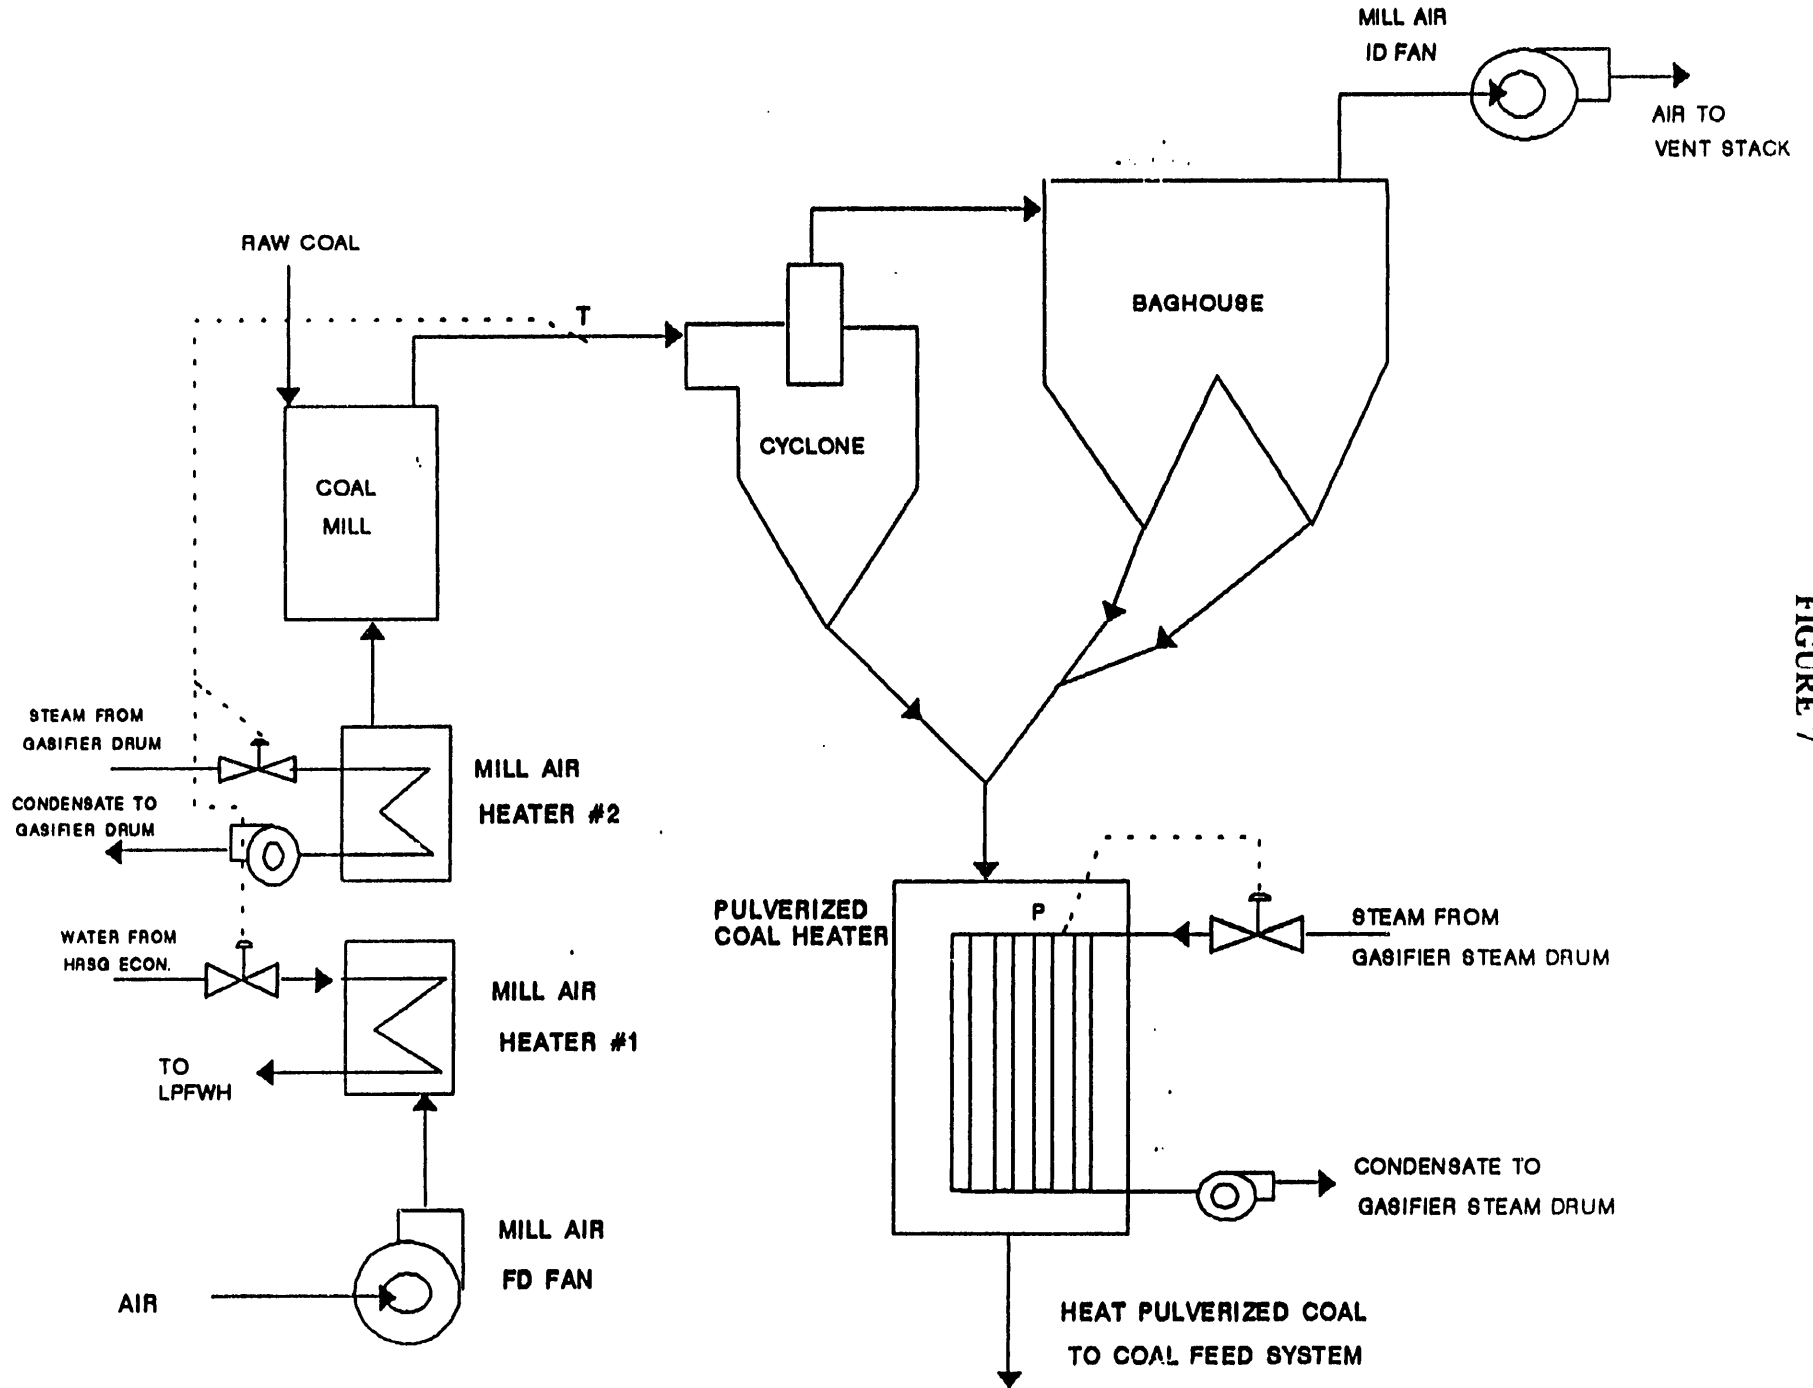 MILL AIR
ID FAN
AIR TO
VENT STACK
RAW COAL
T
BAGHOUSE
CYCLONE
COAL
MILL
FIGURE 7
STEAM FROM
GASIFIER DRUM
MILL AIR
HEATER #2
CONDENSATE TO
GASIFIER DRUM
PULVERIZED
COAL HEATER
P
STEAM FROM
GASIFIER STEAM DRUM
WATER FROM
HRSG ECON.
MILL AIR
HEATER #1
TO
LPFWH
CONDENSATE TO
GASIFIER STEAM DRUM
MILL AIR
FD FAN
AIR
HEAT PULVERIZED COAL
TO COAL FEED SYSTEM